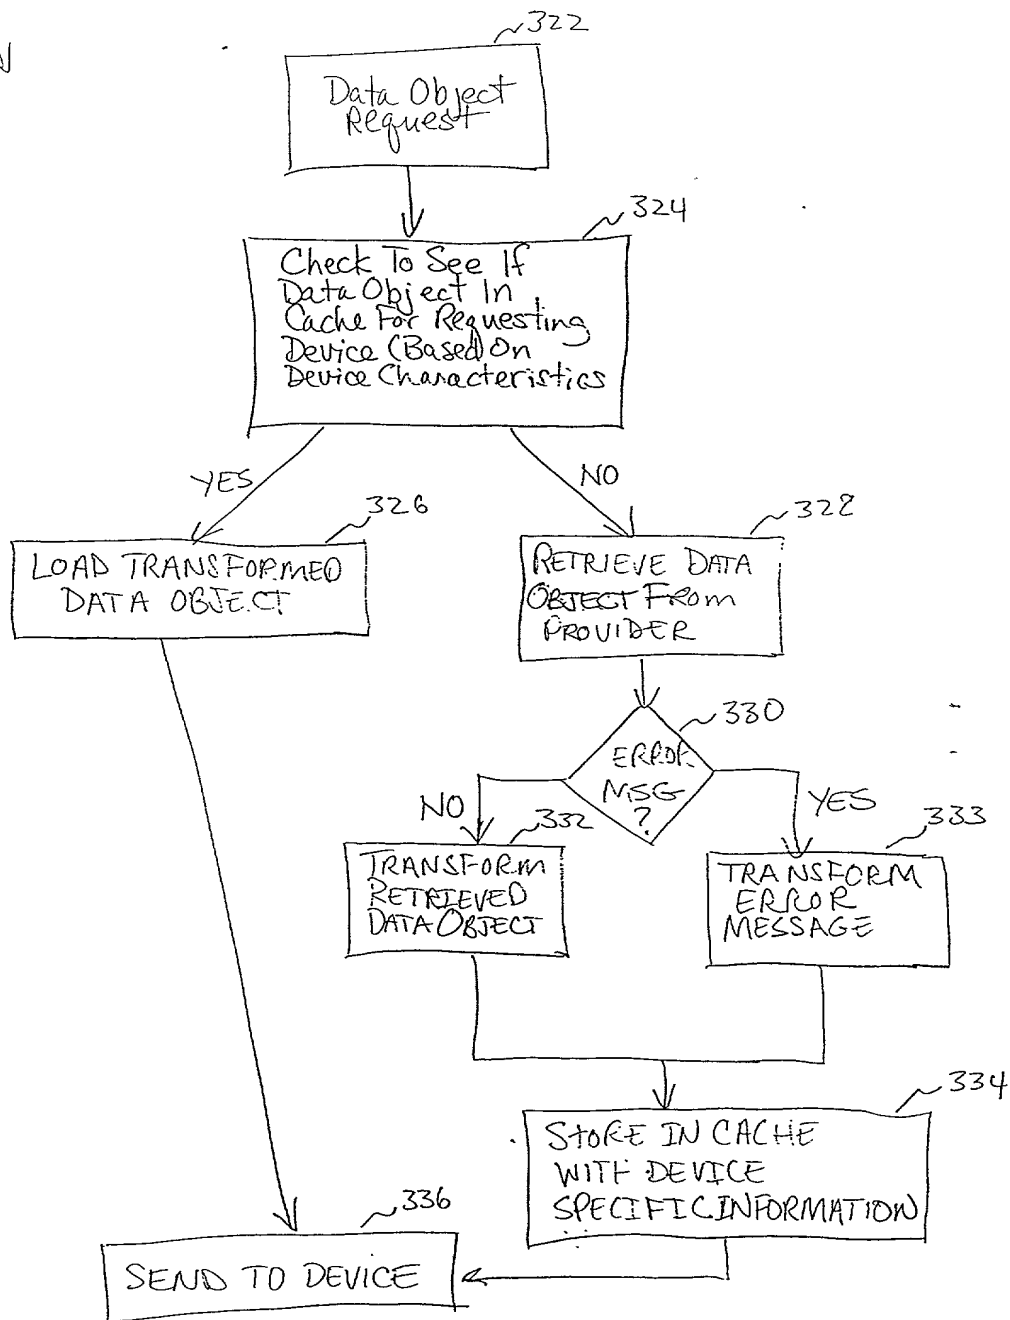 N
322
Data Object
Request
324
Check To See If
Data Object In
Cache For Requesting
Device (Based On
Device Characteristics
YES
NO
326
LOAD TRANSFORMED
DATA OBJECT
328
RETRIEVE DATA
OBJECT FROM
PROVIDER
330
ERROR
MSG
?
NO
YES
332
TRANSFORM
RETRIEVED
DATA OBJECT
333
TRANSFORM
ERROR
MESSAGE
334
STORE IN CACHE
WITH DEVICE
SPECIFIC INFORMATION
336
SEND TO DEVICE